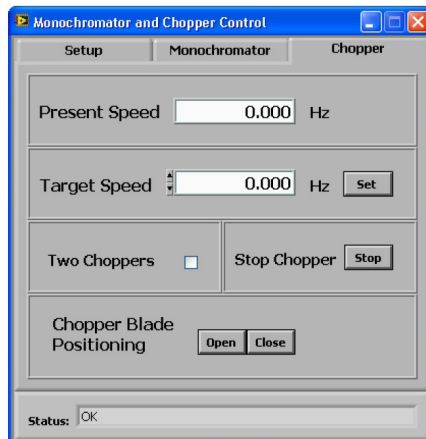 Monochromator and Chopper Control
Setup Monochromator Chopper
Present Speed 0.000 Hz
Target Speed 0.000 Hz Set
Two Choppers Stop Chopper Stop
Chopper Blade
Positioning Open Close
Status: OK